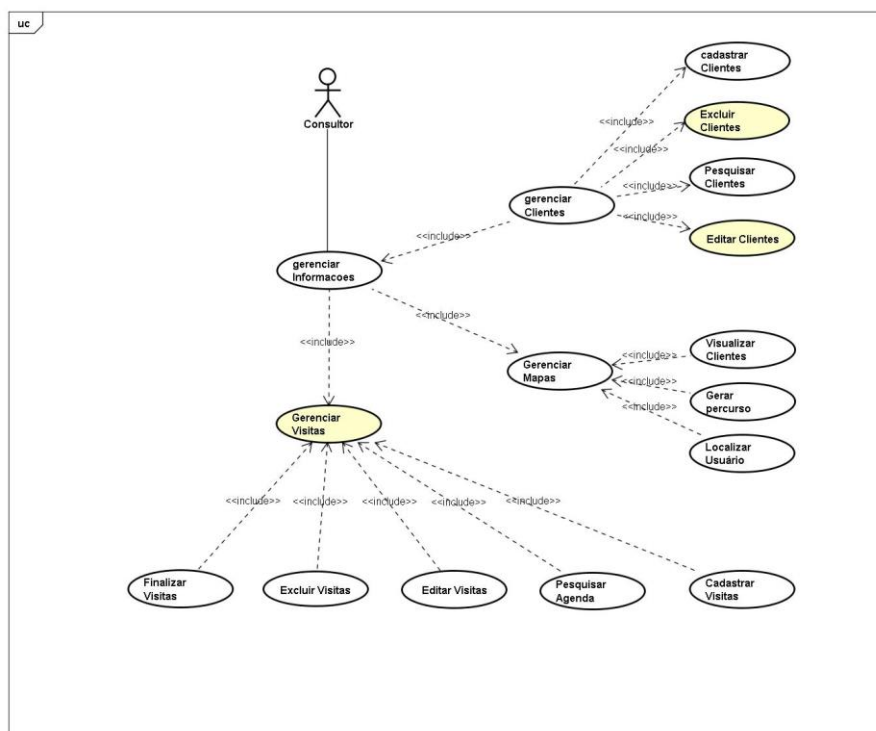 uc
Consultor
cadastrar
Clientes
<<include>>
Excluir
Clientes
<<include>>
Pesquisar
Clientes
<<include>>
gerenciar
Clientes
<<include>>
Editar Clientes
<<include>>
gerenciar
Informacoes
<<include>>
<<include>>
Gerenciar
Mapas
<<include>>
Visualizar
Clientes
<<include>>
Gerar
percurso
<<include>>
Localizar
Usuário
Gerenciar
Visitas
<<include>>
<<include>>
<<include>>
<<include>>
<<include>>
Finalizar
Visitas
Excluir Visitas
Editar Visitas
Pesquisar
Agenda
Cadastrar
Visitas